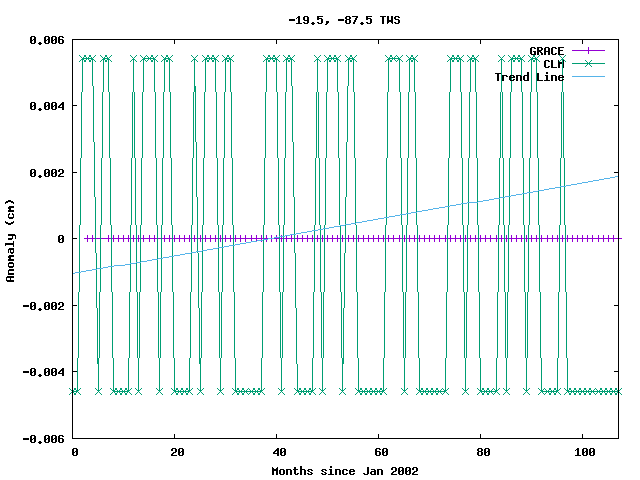 -19.5, -87.5 TWS
0.006
0.004
0.002
0
-0.002
-0.004
-0.006
Anomaly (cm)
GRACE
CLM
Trend Line
0 20 40 60 80 100
Months since Jan 2002